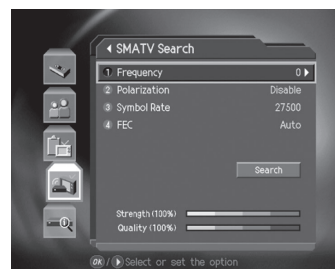 SMATV Search
1 Frequency 0
2 Polarization Disable
3 Symbol Rate 27500
4 FEC Auto
Search
Strength (100%)
Quality (100%)
OK / Select or set the option